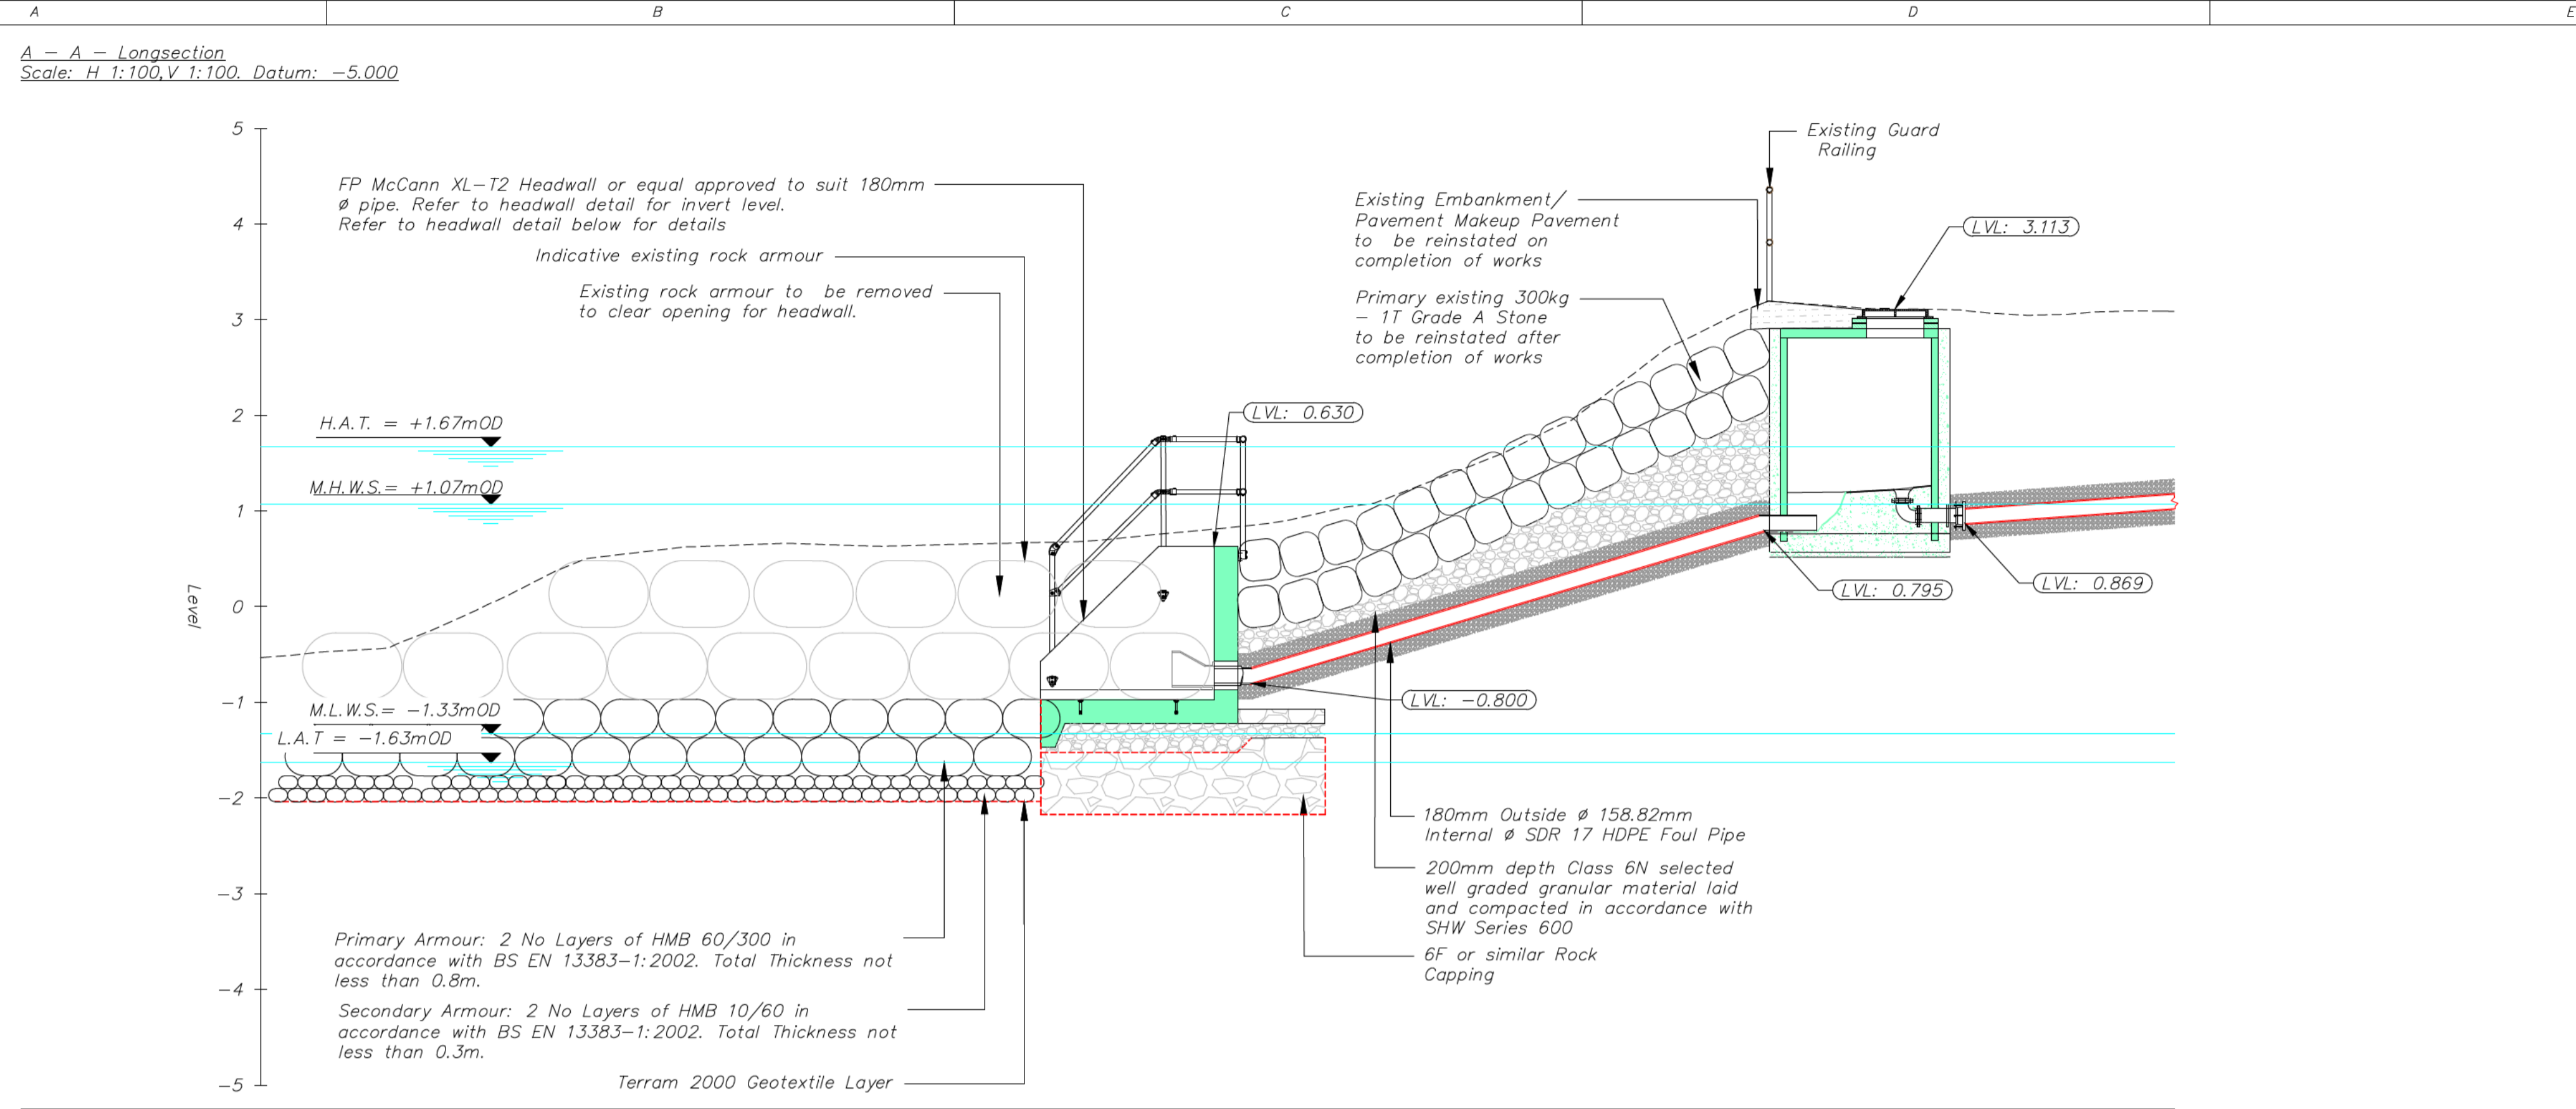 A B C D E
A - A - Longsection
Scale: H 1:100,V 1:100. Datum: -5.000
5
4
3
2
1
0
-1
-2
-3
-4
-5
Level
FP McCann XL-T2 Headwall or equal approved to suit 180mm
ø pipe. Refer to headwall detail for invert level.
Refer to headwall detail below for details
Indicative existing rock armour
Existing rock armour to be removed
to clear opening for headwall.
H.A.T. = +1.67mOD
M.H.W.S.= +1.07mOD
M.L.W.S.= -1.33mOD
L.A.T = -1.63mOD
Primary Armour: 2 No Layers of HMB 60/300 in
accordance with BS EN 13383-1:2002. Total Thickness not
less than 0.8m.
Secondary Armour: 2 No Layers of HMB 10/60 in
accordance with BS EN 13383-1:2002. Total Thickness not
less than 0.3m.
Terram 2000 Geotextile Layer
LVL: 0.630
Existing Embankment/
Pavement Makeup Pavement
to be reinstated on
completion of works
Primary existing 300kg
- 1T Grade A Stone
to be reinstated after
completion of works
Existing Guard
Railing
LVL: 3.113
LVL: 0.795
LVL: 0.869
LVL: -0.800
180mm Outside ø 158.82mm
Internal ø SDR 17 HDPE Foul Pipe
200mm depth Class 6N selected
well graded granular material laid
and compacted in accordance with
SHW Series 600
6F or similar Rock
Capping